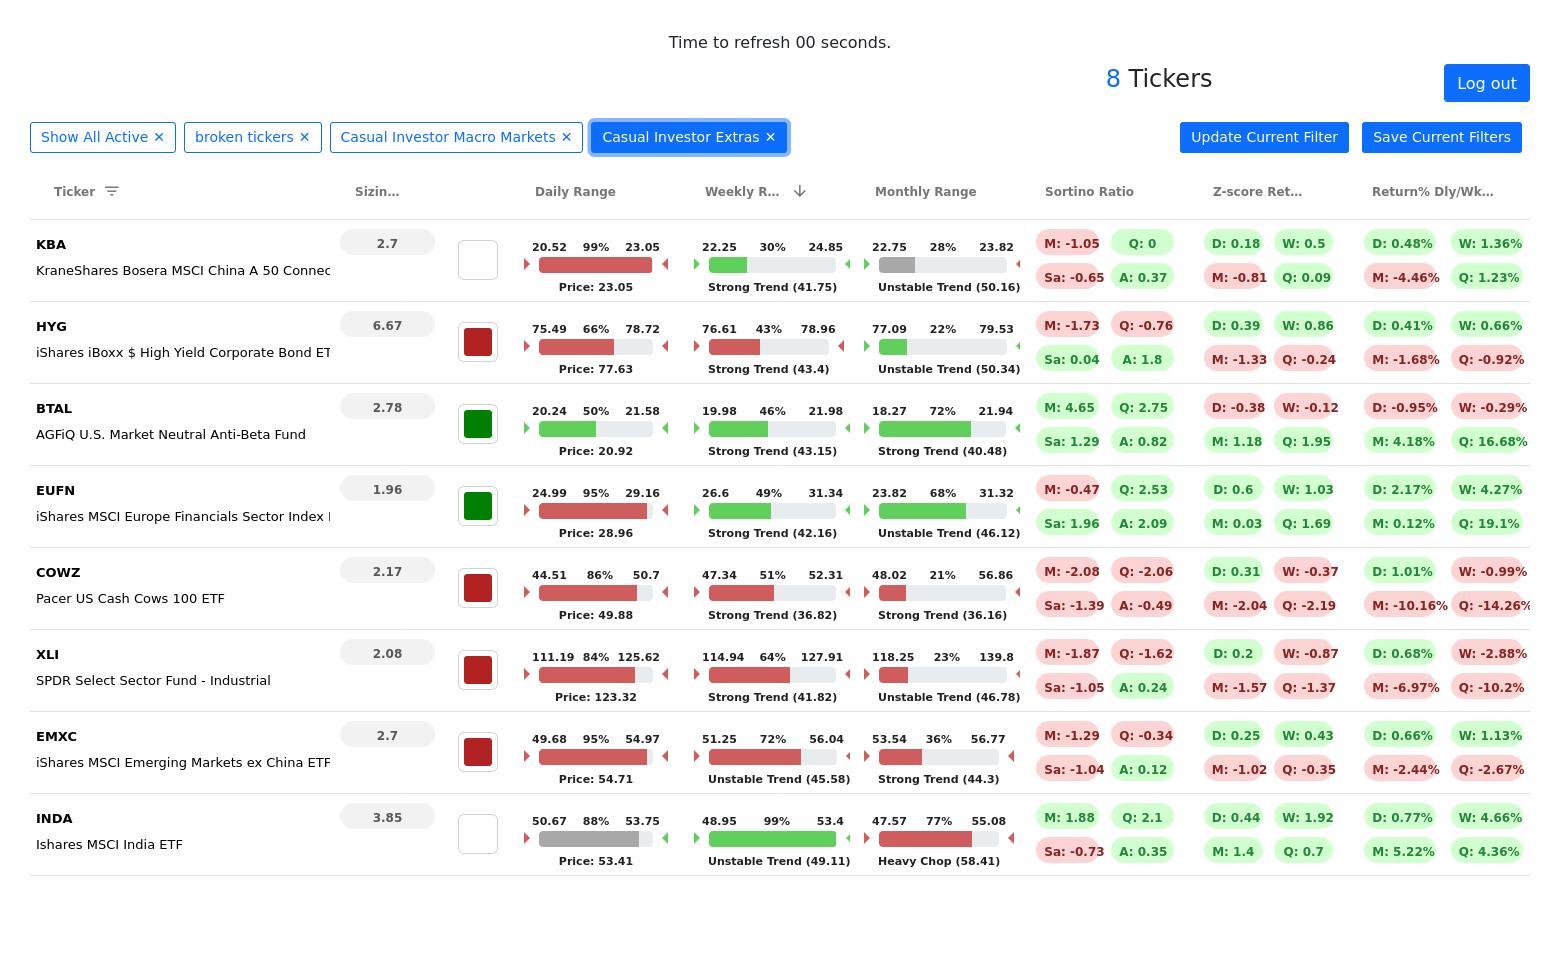 Time to refresh 00 seconds.
8 Tickers
Log out
Show All Active ✕ broken tickers ✕ Casual Investor Macro Markets ✕ Casual Investor Extras ✕ Update Current Filter Save Current Filters
Ticker Sizin… Daily Range Weekly R… Monthly Range Sortino Ratio Z-score Ret… Return% Dly/Wk…
KBA 2.7 20.52 99% 23.05 22.25 30% 24.85 22.75 28% 23.82 M: -1.05 Q: 0 D: 0.18 W: 0.5 D: 0.48% W: 1.36%
KraneShares Bosera MSCI China A 50 Connec Sa: -0.65 A: 0.37 M: -0.81 Q: 0.09 M: -4.46% Q: 1.23%
Price: 23.05 Strong Trend (41.75) Unstable Trend (50.16)
HYG 6.67 75.49 66% 78.72 76.61 43% 78.96 77.09 22% 79.53 M: -1.73 Q: -0.76 D: 0.39 W: 0.86 D: 0.41% W: 0.66%
iShares iBoxx $ High Yield Corporate Bond ET Sa: 0.04 A: 1.8 M: -1.33 Q: -0.24 M: -1.68% Q: -0.92%
Price: 77.63 Strong Trend (43.4) Unstable Trend (50.34)
BTAL 2.78 20.24 50% 21.58 19.98 46% 21.98 18.27 72% 21.94 M: 4.65 Q: 2.75 D: -0.38 W: -0.12 D: -0.95% W: -0.29%
AGFiQ U.S. Market Neutral Anti-Beta Fund Sa: 1.29 A: 0.82 M: 1.18 Q: 1.95 M: 4.18% Q: 16.68%
Price: 20.92 Strong Trend (43.15) Strong Trend (40.48)
EUFN 1.96 24.99 95% 29.16 26.6 49% 31.34 23.82 68% 31.32 M: -0.47 Q: 2.53 D: 0.6 W: 1.03 D: 2.17% W: 4.27%
iShares MSCI Europe Financials Sector Index Sa: 1.96 A: 2.09 M: 0.03 Q: 1.69 M: 0.12% Q: 19.1%
Price: 28.96 Strong Trend (42.16) Unstable Trend (46.12)
COWZ 2.17 44.51 86% 50.7 47.34 51% 52.31 48.02 21% 56.86 M: -2.08 Q: -2.06 D: 0.31 W: -0.37 D: 1.01% W: -0.99%
Pacer US Cash Cows 100 ETF Sa: -1.39 A: -0.49 M: -2.04 Q: -2.19 M: -10.16% Q: -14.26%
Price: 49.88 Strong Trend (36.82) Strong Trend (36.16)
XLI 2.08 111.19 84% 125.62 114.94 64% 127.91 118.25 23% 139.8 M: -1.87 Q: -1.62 D: 0.2 W: -0.87 D: 0.68% W: -2.88%
SPDR Select Sector Fund - Industrial Sa: -1.05 A: 0.24 M: -1.57 Q: -1.37 M: -6.97% Q: -10.2%
Price: 123.32 Strong Trend (41.82) Unstable Trend (46.78)
EMXC 2.7 49.68 95% 54.97 51.25 72% 56.04 53.54 36% 56.77 M: -1.29 Q: -0.34 D: 0.25 W: 0.43 D: 0.66% W: 1.13%
iShares MSCI Emerging Markets ex China ETF Sa: -1.04 A: 0.12 M: -1.02 Q: -0.35 M: -2.44% Q: -2.67%
Price: 54.71 Unstable Trend (45.58) Strong Trend (44.3)
INDA 3.85 50.67 88% 53.75 48.95 99% 53.4 47.57 77% 55.08 M: 1.88 Q: 2.1 D: 0.44 W: 1.92 D: 0.77% W: 4.66%
Ishares MSCI India ETF Sa: -0.73 A: 0.35 M: 1.4 Q: 0.7 M: 5.22% Q: 4.36%
Price: 53.41 Unstable Trend (49.11) Heavy Chop (58.41)